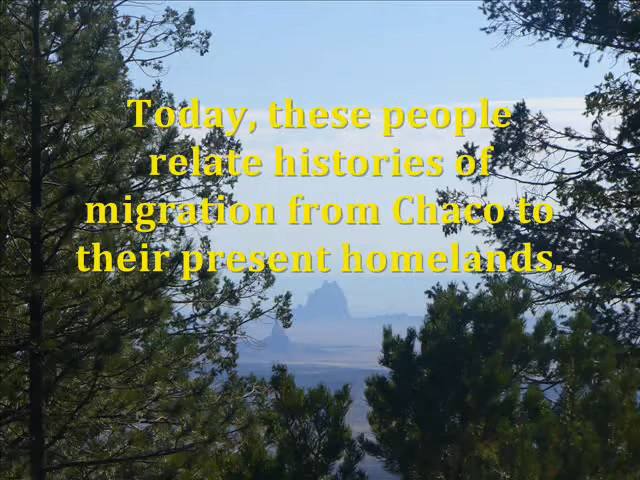 Today, these people
relate histories of
migration from Chaco to
their present homelands.